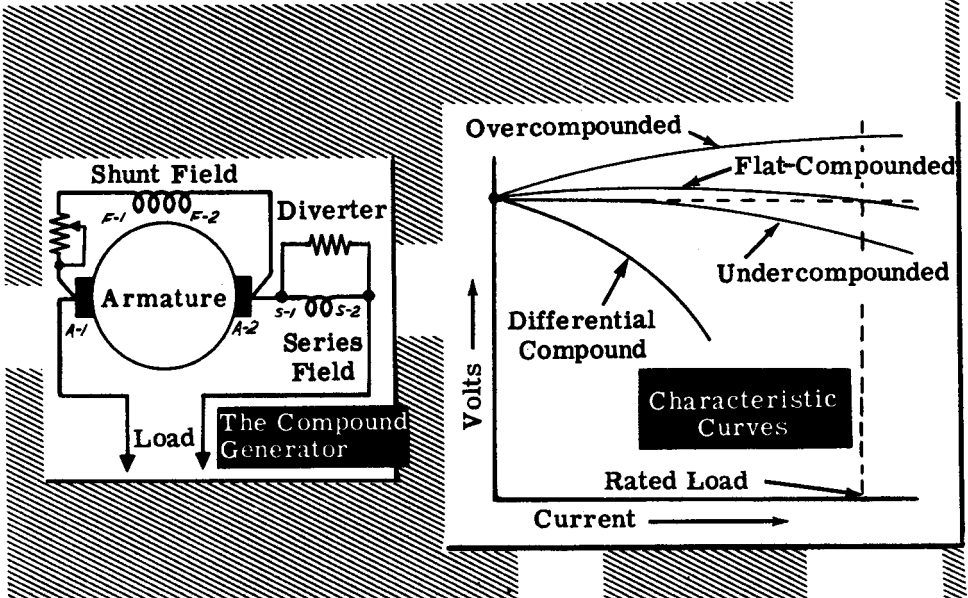 Shunt Field
F-1
F-2
Diverter
Armature
A-1
A-2
S-1
S-2
Series
Field
Load
The Compound
Generator
Overcompounded
Flat-Compounded
Undercompounded
Differential
Compound
Volts
Characteristic
Curves
Rated Load
Current